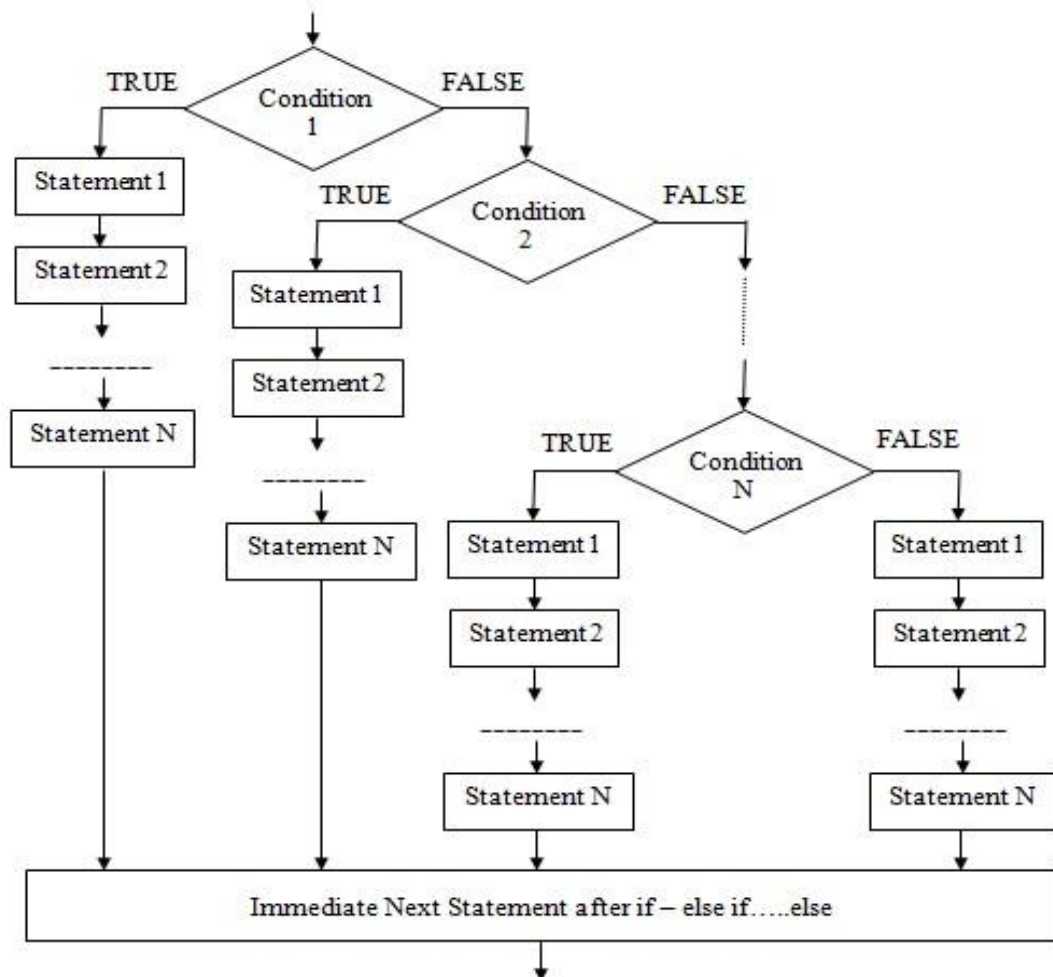 TRUE
FALSE
Condition
1
Statement 1
TRUE
FALSE
Condition
2
Statement 2
Statement 1
Statement 2
Statement N
TRUE
FALSE
Condition
N
Statement N
Statement 1
Statement 1
Statement 2
Statement 2
Statement N
Statement N
Immediate Next Statement after if – else if.....else